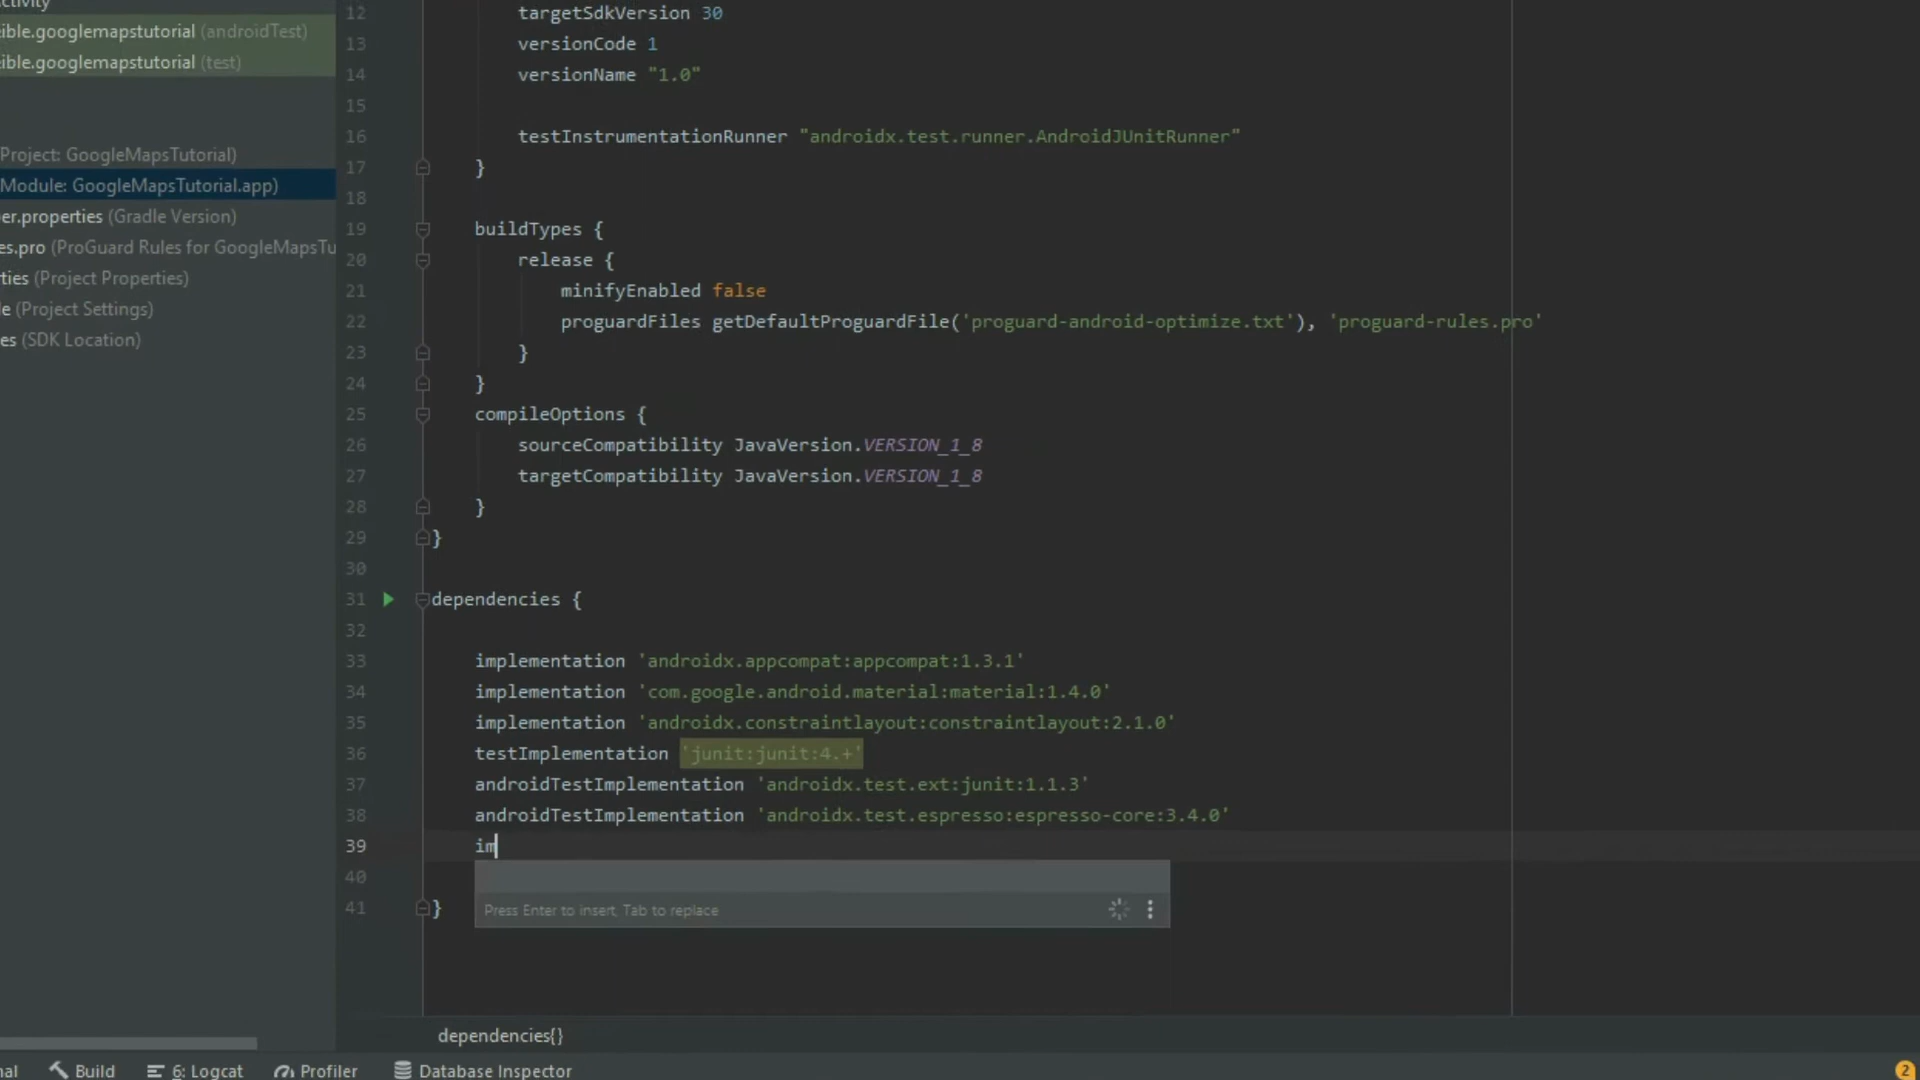 ctivity
ible.googlemapstutorial (androidTest)
ible.googlemapstutorial (test)
Project: GoogleMapsTutorial)
Module: GoogleMapsTutorial.app)
er.properties (Gradle Version)
es.pro (ProGuard Rules for GoogleMapsTu
rties (Project Properties)
le (Project Settings)
es (SDK Location)
12 targetSdkVersion 30
13 versionCode 1
14 versionName "1.0"
15
16 testInstrumentationRunner "androidx.test.runner.AndroidJUnitRunner"
17 }
18
19 buildTypes {
20 release {
21 minifyEnabled false
22 proguardFiles getDefaultProguardFile('proguard-android-optimize.txt'), 'proguard-rules.pro'
23 }
24 }
25 compileOptions {
26 sourceCompatibility JavaVersion.VERSION_1_8
27 targetCompatibility JavaVersion.VERSION_1_8
28 }
29 }
30
31 dependencies {
32
33 implementation 'androidx.appcompat:appcompat:1.3.1'
34 implementation 'com.google.android.material:material:1.4.0'
35 implementation 'androidx.constraintlayout:constraintlayout:2.1.0'
36 testImplementation 'junit:junit:4.+'
37 androidTestImplementation 'androidx.test.ext:junit:1.1.3'
38 androidTestImplementation 'androidx.test.espresso:espresso-core:3.4.0'
39 im
40
Press Enter to insert, Tab to replace
41 }
dependencies{}
nal Build 6: Logcat Profiler Database Inspector 2